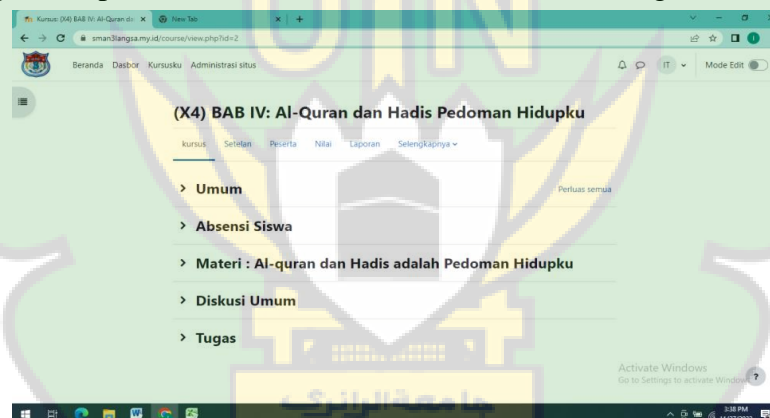 Kursus: (X4) BAB IV: Al-Quran da
New Tab
sman3langsa.my.id/course/view.php?id=2
Beranda Dasbor Kursusku Administrasi situs
IT
Mode Edit
(X4) BAB IV: Al-Quran dan Hadis Pedoman Hidupku
kursus Setelan Peserta Nilai Laporan Selengkapnya
Umum
Perluas semua
Absensi Siswa
Materi : Al-quran dan Hadis adalah Pedoman Hidupku
Diskusi Umum
Tugas
Activate Windows
Go to Settings to activate Windows
?
3:38 PM
جامعة الرانري